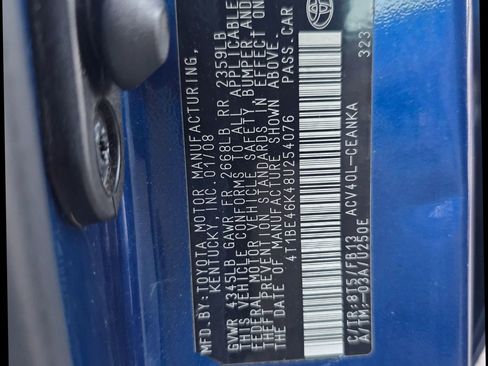 MFD. BY: TOYOTA MOTOR MANUFACTURING,
KENTUCKY, INC. 01/08
GVWR 4345LB GAWR FR 2668LB RR 2359LB
THIS VEHICLE CONFORMS TO ALL APPLICABLE
FEDERAL MOTOR VEHICLE SAFETY, BUMPER, AND
THEFT PREVENTION STANDARDS IN EFFECT ON
THE DATE OF MANUFACTURE SHOWN ABOVE.
4T1BE46K48U254076 PASS.CAR
C/TR:8T5/FB13 ACV40L-CEANKA
A/TM:-03A/U250E 323